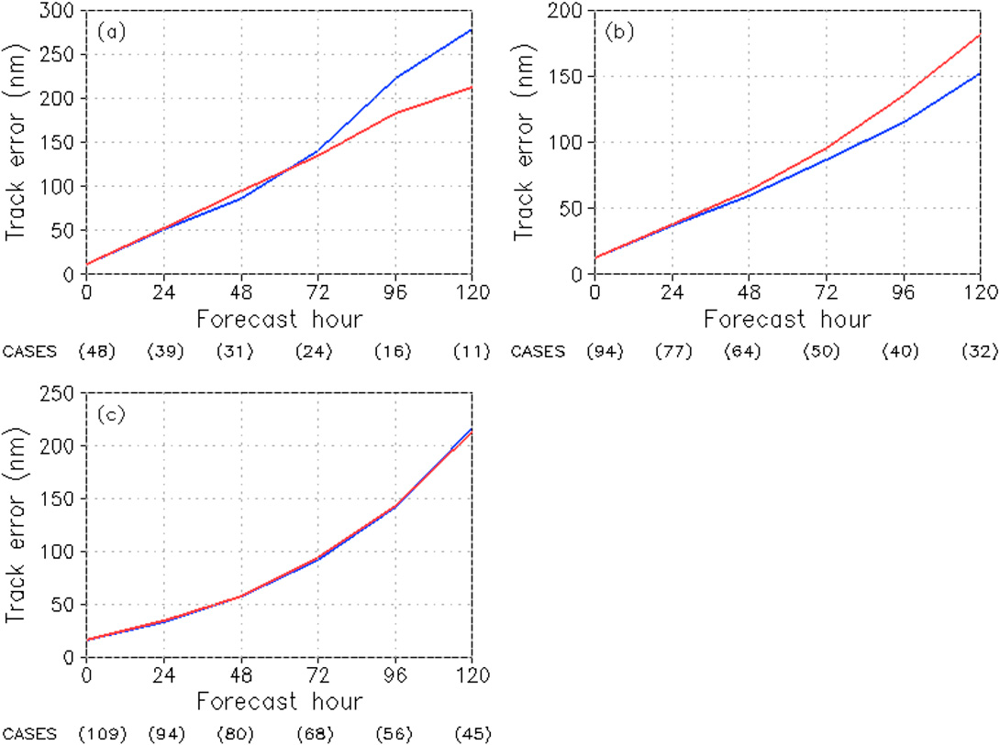 (a)
Track error (nm)
300
250
200
150
100
50
0
0 24 48 72 96 120
Forecast hour
CASES (48) (39) (31) (24) (16) (11)
(b)
Track error (nm)
200
150
100
50
0
0 24 48 72 96 120
Forecast hour
CASES (94) (77) (64) (50) (40) (32)
(c)
Track error (nm)
250
200
150
100
50
0
0 24 48 72 96 120
Forecast hour
CASES (109) (94) (80) (68) (56) (45)